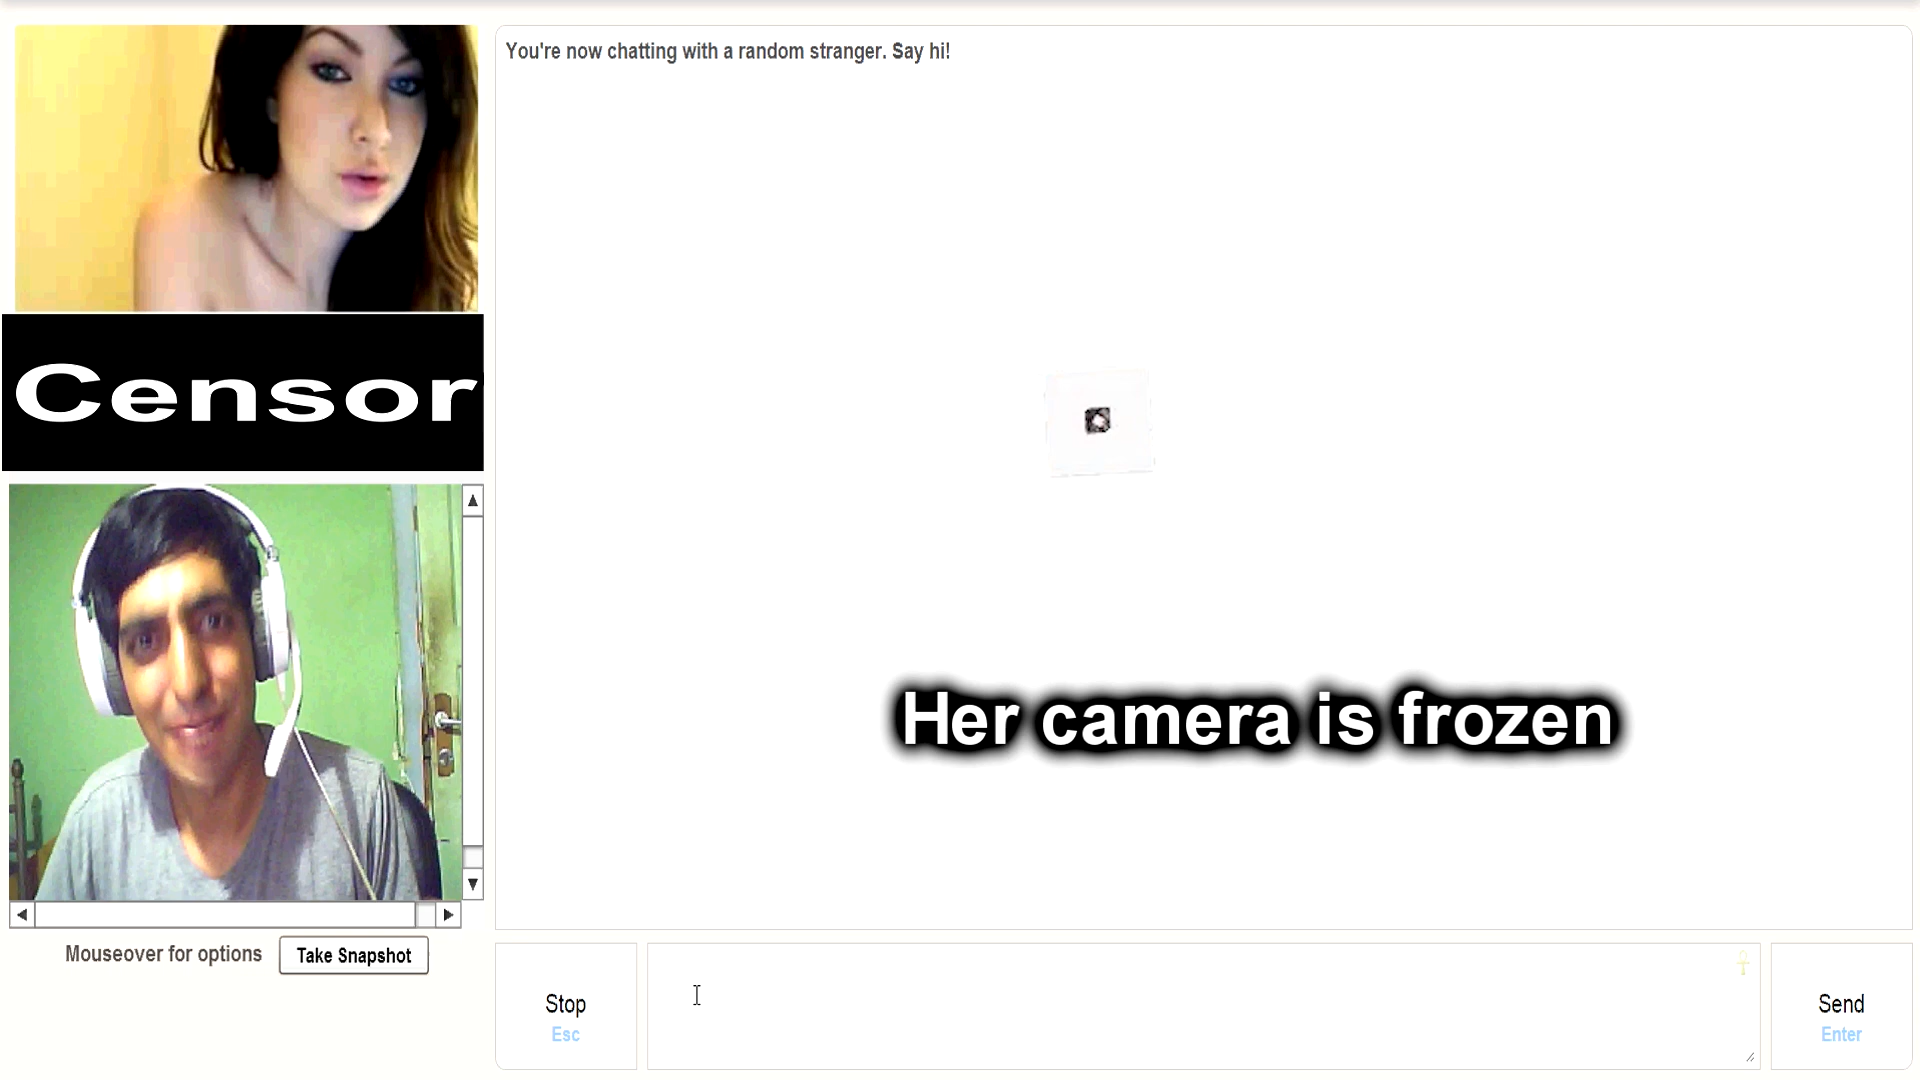 You're now chatting with a random stranger. Say hi!
Censor
Her camera is frozen
Mouseover for options
Take Snapshot
Stop
Esc
Send
Enter